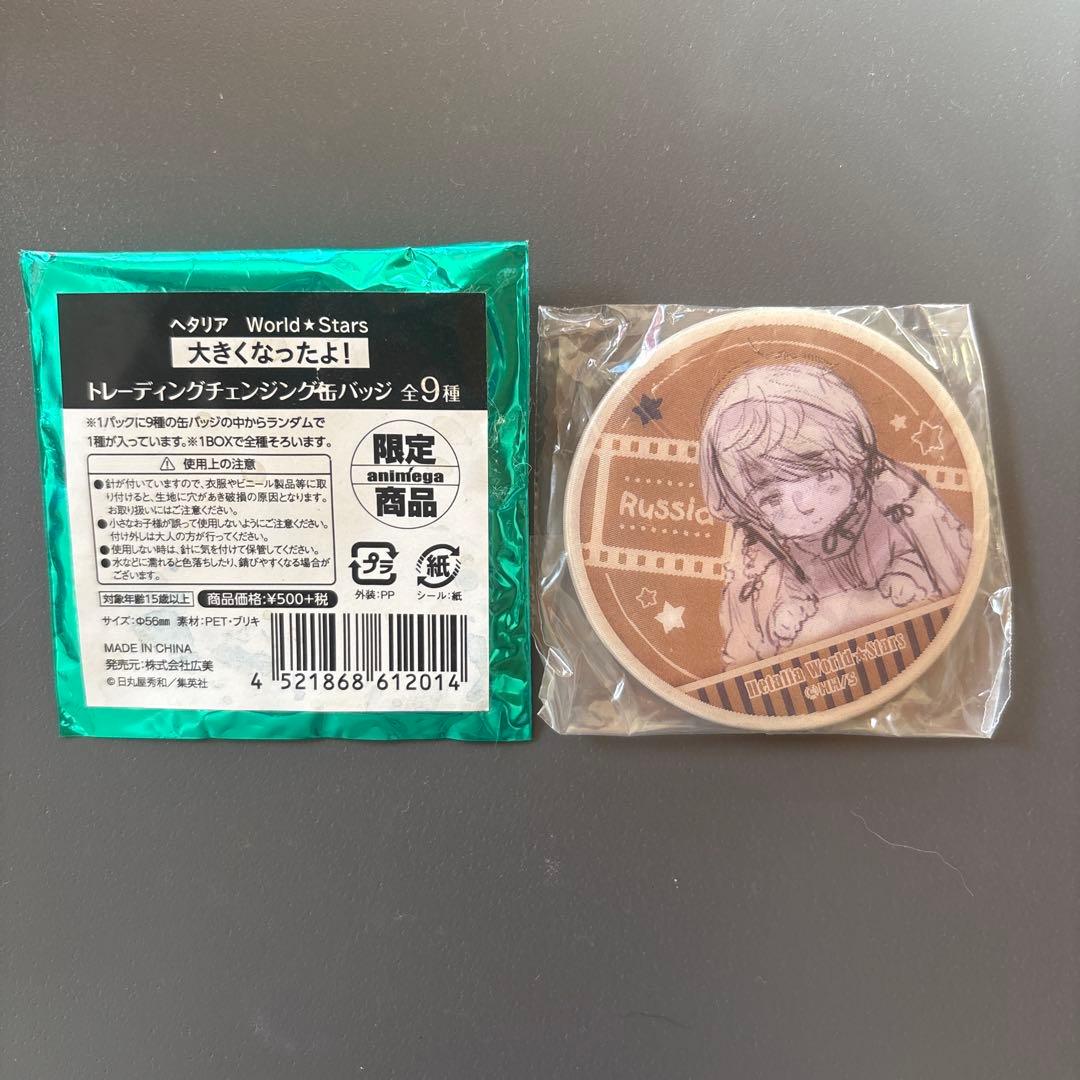 ヘタリア World★Stars
大きくなったよ！
トレーディングチェンジング缶バッジ 全9種
※1パックに9種の缶バッジの中からランダムで
1種が入っています。※1BOXで全種そろいます。
⚠ 使用上の注意
●針が付いていますので、衣服やビニール製品等に取
り付けると、生地に穴があき破損の原因となります。
お取り扱いにはご注意ください。
●小さなお子様が誤って使用しないようにご注意ください。
付け外しは大人の方が行ってください。
●使用しない時は、針に気を付けて保管してください。
●水などに濡れると色落ちしたり、錆びやすくなる場合が
ございます。
限定
animega
商品
プラ
紙
外装：PP
シール：紙
対象年齢15歳以上
商品価格：¥500+税
サイズ：Φ56mm 素材：PET・ブリキ
MADE IN CHINA
発売元：株式会社広美
©日丸屋秀和／集英社
4 521868 612014
Russia
Hetalia World★Stars
©HH/S